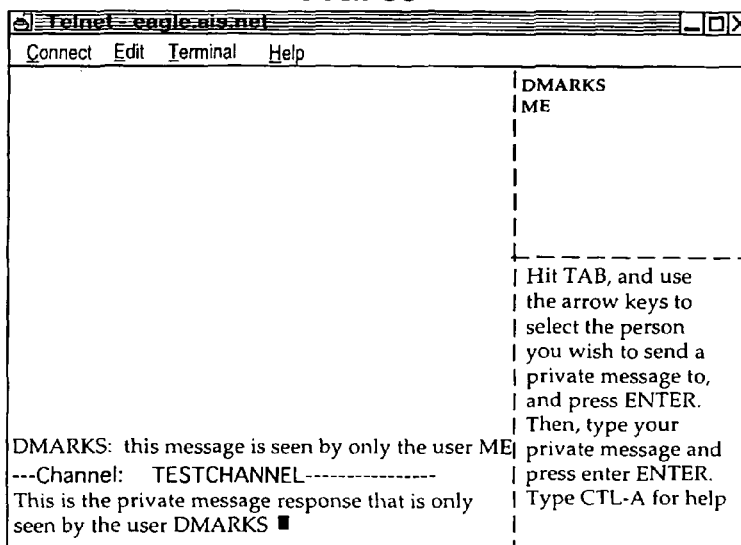 Telnet - eagle.ais.net
Connect Edit Terminal Help
DMARKS
ME
Hit TAB, and use
the arrow keys to
select the person
you wish to send a
private message to,
and press ENTER.
Then, type your
private message and
press enter ENTER.
Type CTL-A for help
DMARKS: this message is seen by only the user ME
---Channel: TESTCHANNEL----------------
This is the private message response that is only
seen by the user DMARKS